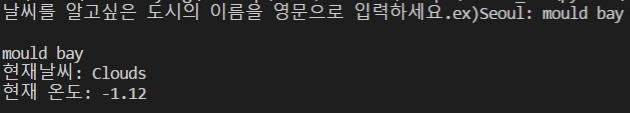 날씨를 알고싶은 도시의 이름을 영문으로 입력하세요.ex)Seoul: mould bay
mould bay
현재날씨: Clouds
현재 온도: -1.12